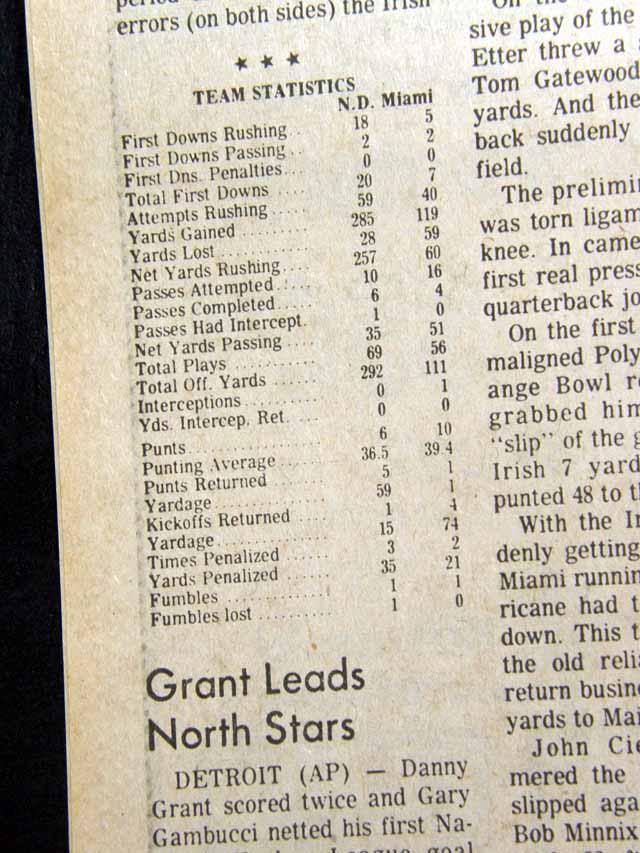 errors (on both sides) the Irish
★ ★ ★
TEAM STATISTICS
N.D. Miami
First Downs Rushing .. 18 5
First Downs Passing .. 2 2
First Dns. Penalties... 0 0
Total First Downs .... 20 7
Attempts Rushing ..... 59 40
Yards Gained ......... 285 119
Yards Lost ............ 28 59
Net Yards Rushing .... 257 60
Passes Attempted ..... 10 16
Passes Completed ..... 6 4
Passes Had Intercept. 1 0
Net Yards Passing .... 35 51
Total Plays ........... 69 56
Total Off. Yards ...... 292 111
Interceptions ......... 0 1
Yds. Intercep. Ret. ... 0 0
Punts ................. 6 10
Punting Average ...... 36.5 39.4
Punts Returned ....... 5 1
Yardage .............. 59 1
Kickoffs Returned .... 1 4
Yardage .............. 15 74
Times Penalized ...... 3 2
Yards Penalized ...... 35 21
Fumbles .............. 1 1
Fumbles lost .......... 1 0
Grant Leads
North Stars
DETROIT (AP) — Danny
Grant scored twice and Gary
Gambucci netted his first Na-
sive play of the
Etter threw a
Tom Gatewood
yards. And the
back suddenly
field.
The prelimi
was torn ligam
knee. In came
first real press
quarterback jo
On the first
maligned Poly
ange Bowl r
grabbed him
"slip" of the g
Irish 7 yard
punted 48 to t
With the Ir
denly getting
Miami runnin
ricane had t
down. This t
the old relia
return busin
yards to Mai
John Cie
mered the
slipped aga
Bob Minnix